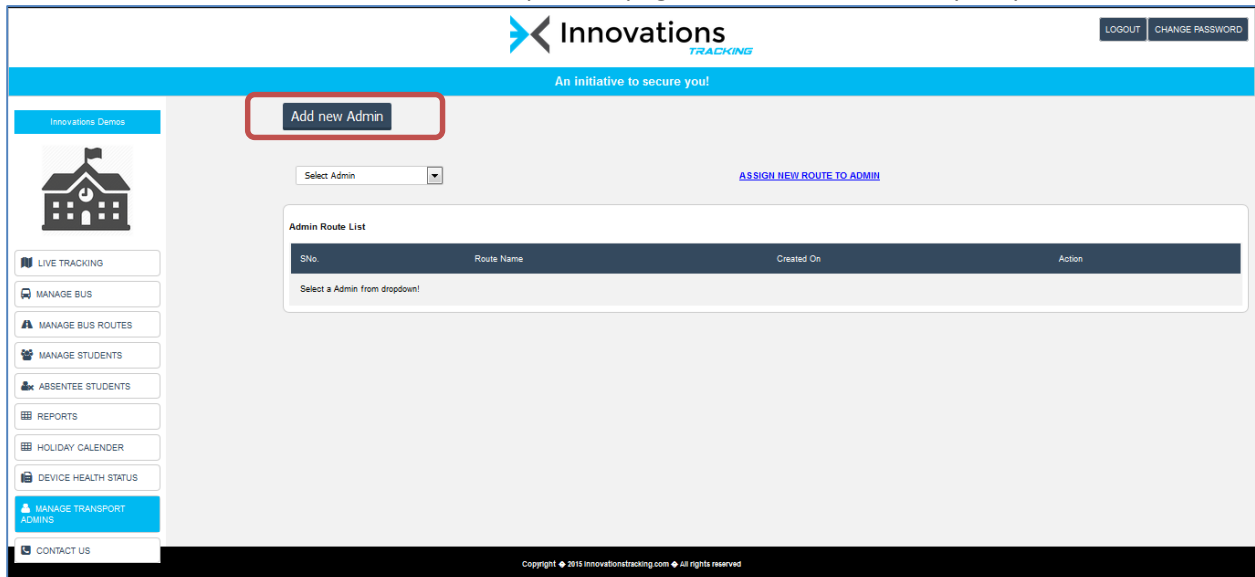 Innovations
TRACKING
LOGOUT CHANGE PASSWORD
An initiative to secure you!
Innovations Demos
Add new Admin
Select Admin
ASSIGN NEW ROUTE TO ADMIN
Admin Route List
SNo. Route Name Created On Action
Select a Admin from dropdown!
LIVE TRACKING
MANAGE BUS
MANAGE BUS ROUTES
MANAGE STUDENTS
ABSENTEE STUDENTS
REPORTS
HOLIDAY CALENDER
DEVICE HEALTH STATUS
MANAGE TRANSPORT
ADMINS
CONTACT US
Copyright � 2015 innovationstracking.com � All rights reserved